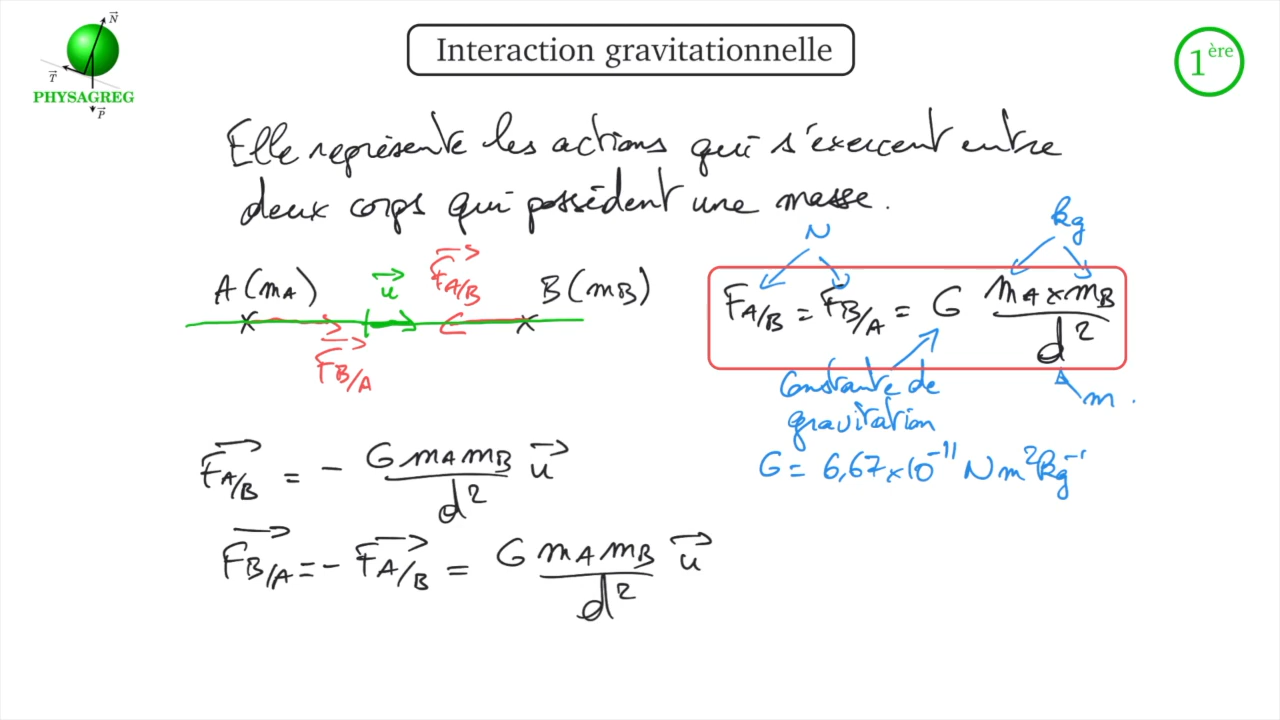 N
T
P
PHYSAGREG
Interaction gravitationnelle
1ère
Elle représente les actions qui s'exercent entre
deux corps qui possèdent une masse.
A (mA)
u
FA/B
B (mB)
FB/A
N
kg
FA/B = FB/A = G mA × mB / d²
Constante de
gravitation
m.
G = 6,67 × 10⁻¹¹ N m² kg⁻¹
FA/B = - G mA mB / d² u
FB/A = - FA/B = G mA mB / d² u